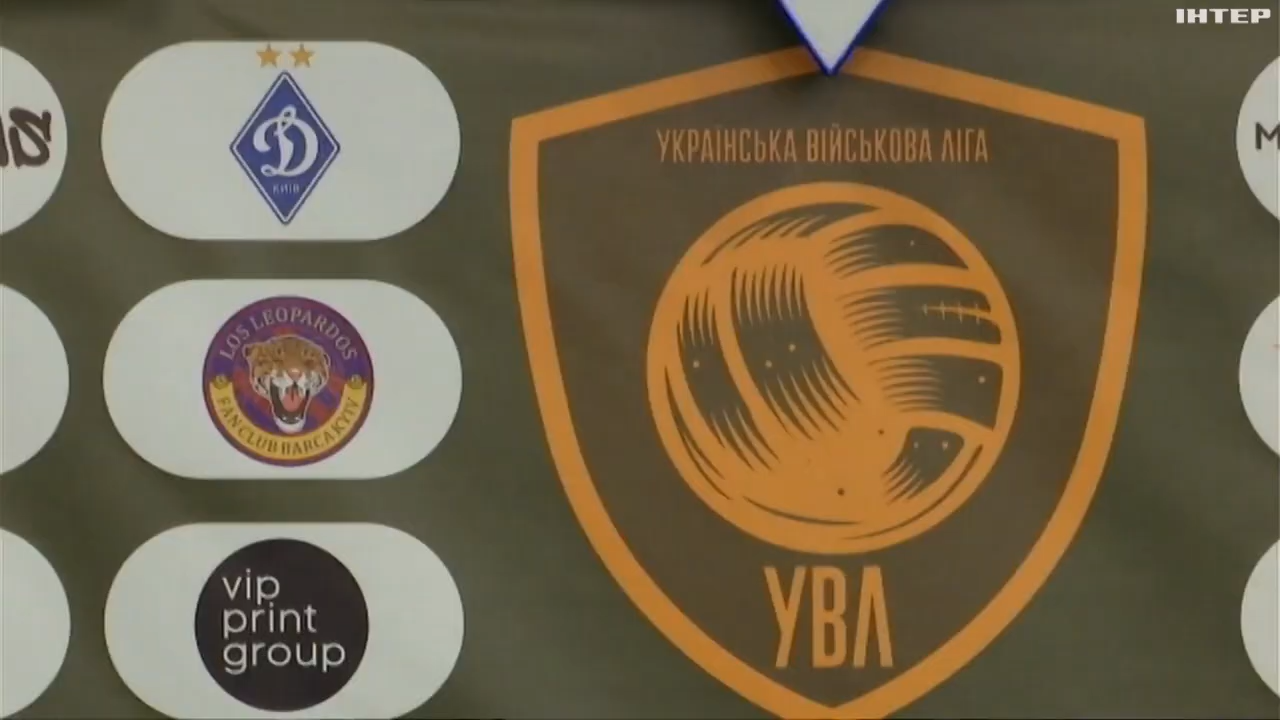 ІНТЕР
Д
КИЇВ
LOS LEOPARDOS
FAN CLUB BARCA KYIV
vip
print
group
УКРАЇНСЬКА ВІЙСЬКОВА ЛІГА
УВЛ